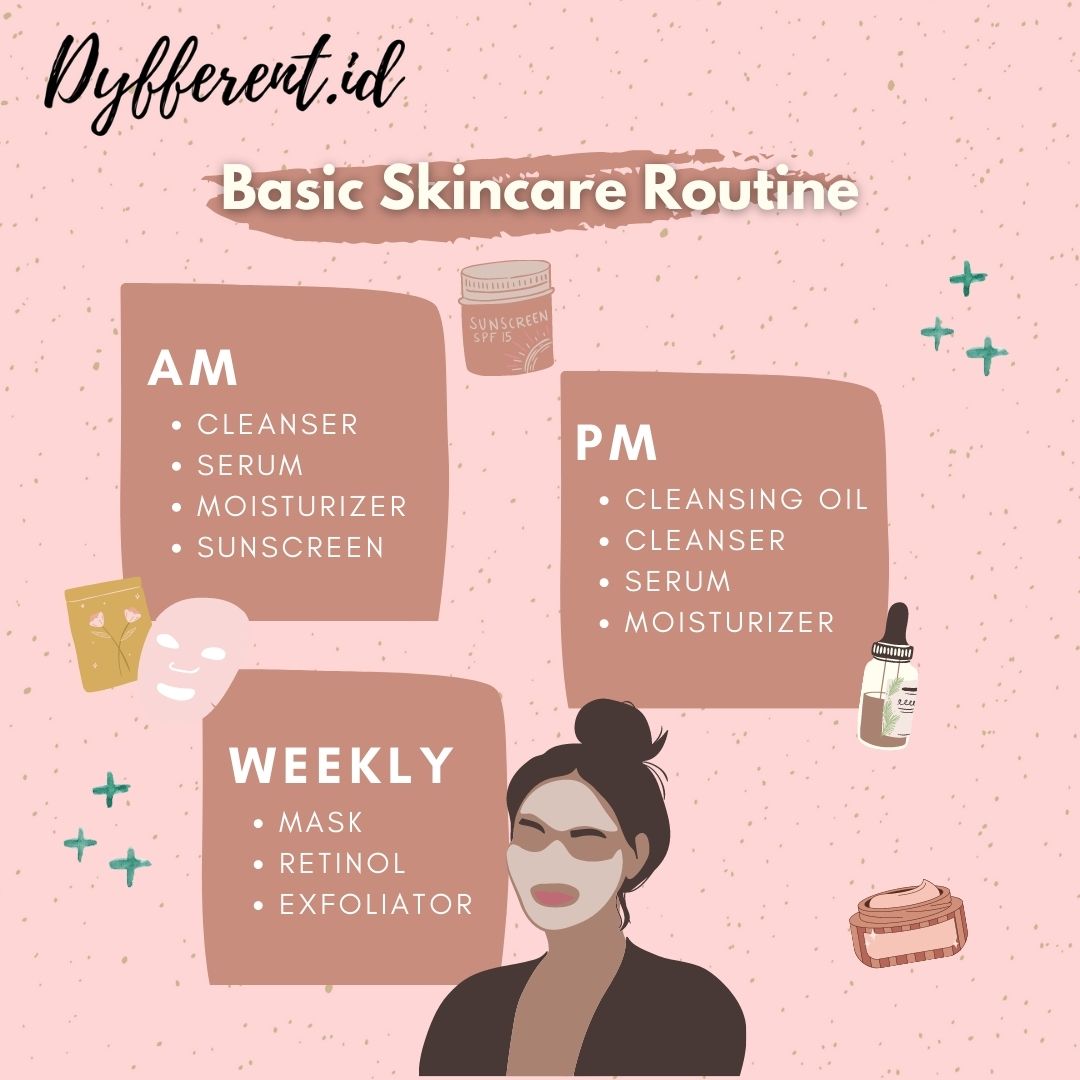 Dyfferent.id
Basic Skincare Routine
SUNSCREEN
SPF 15
AM
• CLEANSER
• SERUM
• MOISTURIZER
• SUNSCREEN
PM
• CLEANSING OIL
• CLEANSER
• SERUM
• MOISTURIZER
WEEKLY
• MASK
• RETINOL
• EXFOLIATOR